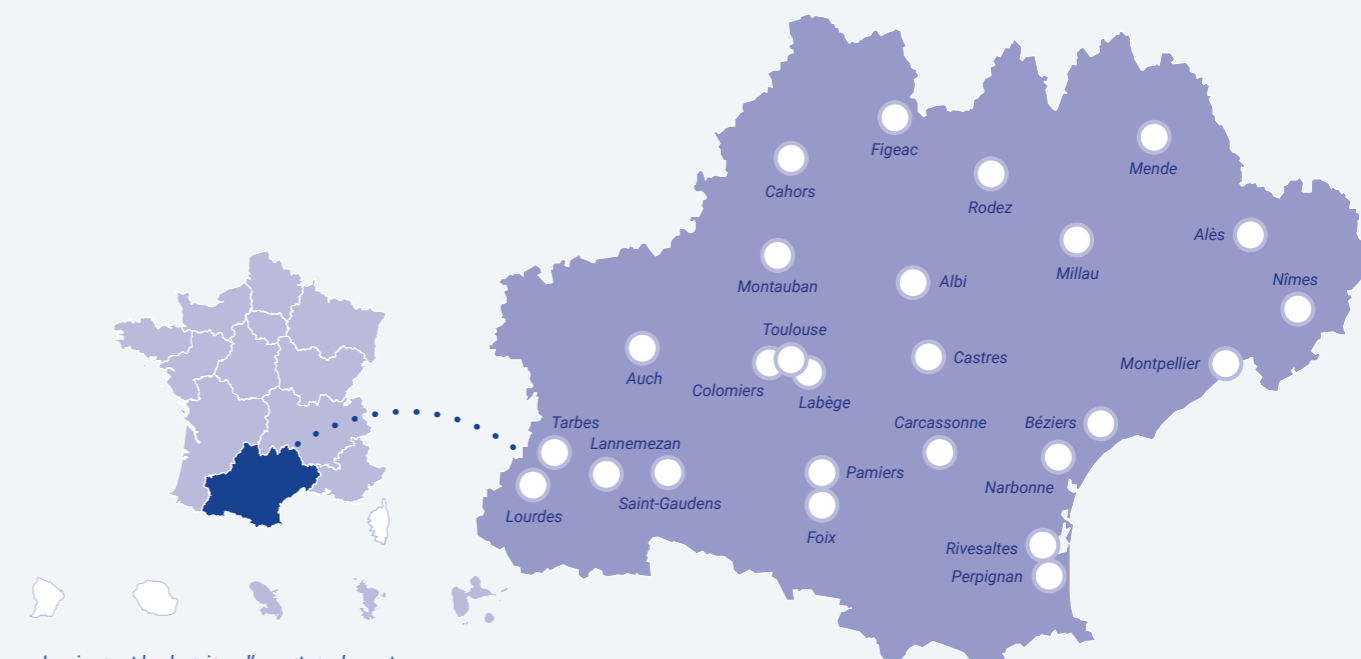 Figeac
Mende
Cahors
Rodez
Alès
Millau
Nîmes
Montauban
Albi
Toulouse
Castres
Montpellier
Auch
Colomiers
Labège
Tarbes
Carcassonne
Béziers
Lannemezan
Pamiers
Narbonne
Saint-Gaudens
Lourdes
Foix
Rivesaltes
Perpignan